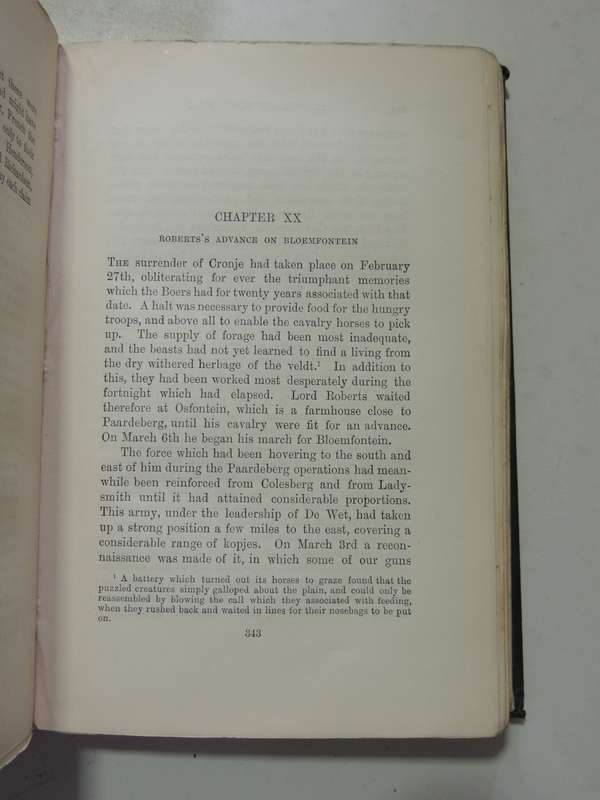 CHAPTER XX
ROBERTS'S ADVANCE ON BLOEMFONTEIN
THE surrender of Cronje had taken place on February
27th, obliterating for ever the triumphant memories
which the Boers had for twenty years associated with that
date. A halt was necessary to provide food for the hungry
troops, and above all to enable the cavalry horses to pick
up. The supply of forage had been most inadequate,
and the beasts had not yet learned to find a living from
the dry withered herbage of the veldt.¹ In addition to
this, they had been worked most desperately during the
fortnight which had elapsed. Lord Roberts waited
therefore at Osfontein, which is a farmhouse close to
Paardeberg, until his cavalry were fit for an advance.
On March 6th he began his march for Bloemfontein.
The force which had been hovering to the south and
east of him during the Paardeberg operations had mean-
while been reinforced from Colesberg and from Lady-
smith until it had attained considerable proportions.
This army, under the leadership of De Wet, had taken
up a strong position a few miles to the east, covering a
considerable range of kopjes. On March 3rd a recon-
naissance was made of it, in which some of our guns
¹ A battery which turned out its horses to graze found that the
puzzled creatures simply galloped about the plain, and could only be
reassembled by blowing the call which they associated with feeding,
when they rushed back and waited in lines for their nosebags to be put
on.
343